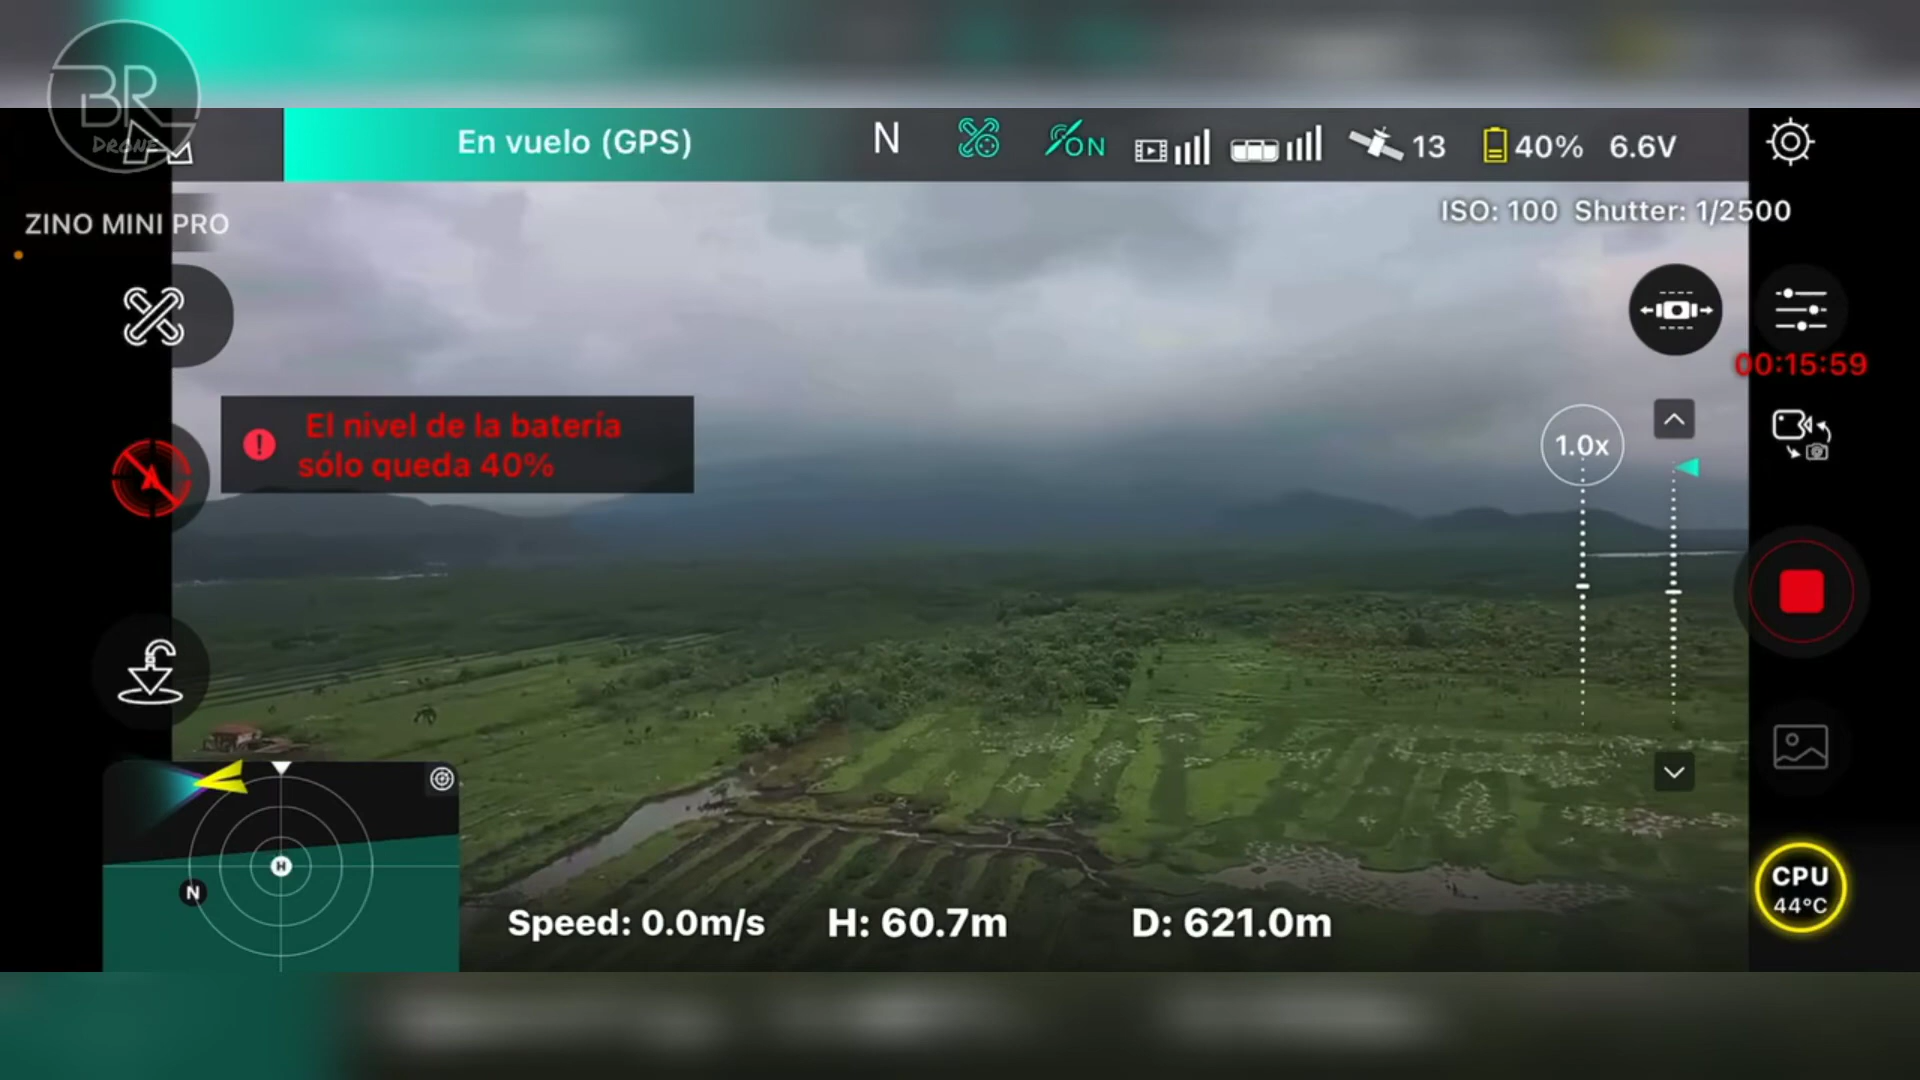 BR
DRONE
En vuelo (GPS)
N
ON
13
40%
6.6V
ZINO MINI PRO
ISO: 100 Shutter: 1/2500
00:15:59
El nivel de la batería
sólo queda 40%
1.0x
H
N
Speed: 0.0m/s
H: 60.7m
D: 621.0m
CPU
44°C